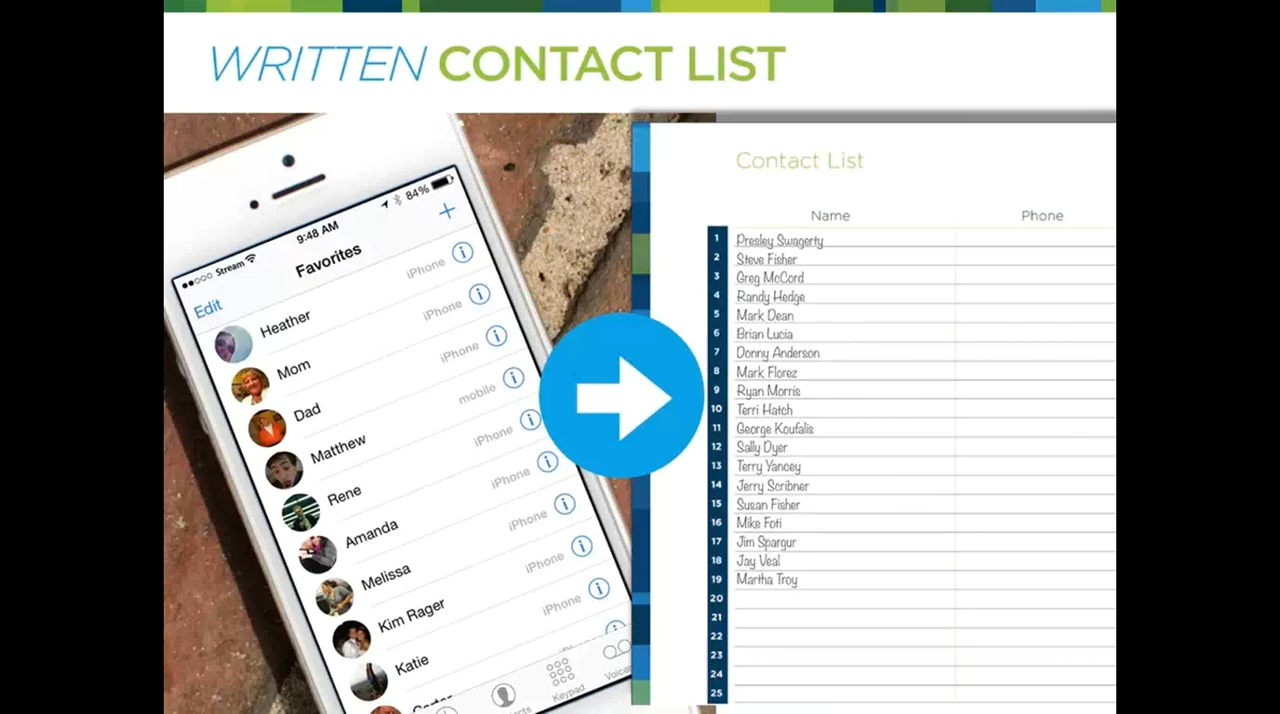 WRITTEN CONTACT LIST
84%
9:48 AM
Stream
Favorites
Edit
Heather iPhone
Mom iPhone
Dad iPhone
Matthew mobile
Rene iPhone
Amanda iPhone
Melissa iPhone
Kim Rager iPhone
Katie iPhone
Keypad
Contact List
Name Phone
1 Presley Swagerty
2 Steve Fisher
3 Greg McCord
4 Randy Hedge
5 Mark Dean
6 Brian Lucia
7 Donny Anderson
8 Mark Florez
9 Ryan Morris
10 Terri Hatch
11 George Koufalis
12 Sally Dyer
13 Terry Yancey
14 Jerry Scribner
15 Susan Fisher
16 Mike Foti
17 Jim Spargur
18 Jay Veal
19 Martha Troy
20
21
22
23
24
25